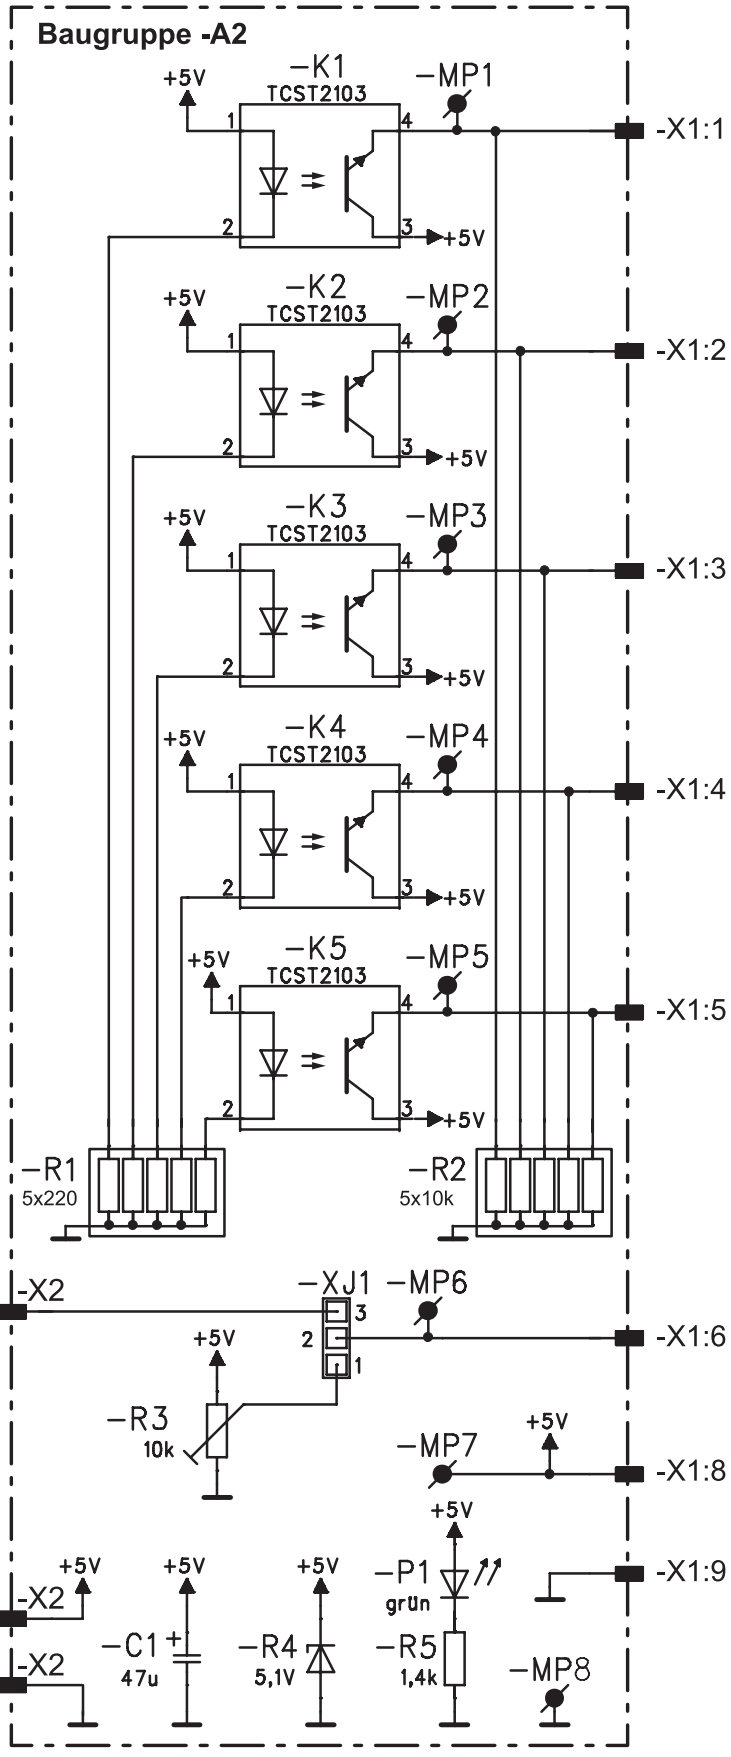 Baugruppe -A2
-K1
TCST2103
+5V
-MP1
1
4
-X1:1
2
3
+5V
-K2
TCST2103
+5V
-MP2
1
4
-X1:2
2
3
+5V
-K3
TCST2103
+5V
-MP3
1
4
-X1:3
2
3
+5V
-K4
TCST2103
+5V
-MP4
1
4
-X1:4
2
3
+5V
-K5
TCST2103
+5V
-MP5
1
4
-X1:5
2
3
+5V
-R1
5x220
-R2
5x10k
-X2
-XJ1
-MP6
3
2
1
-X1:6
+5V
-R3
10k
-MP7
+5V
-X1:8
+5V
-P1
grün
-X1:9
-X2
+5V
+5V
+5V
-X2
-C1 +
47u
-R4
5,1V
-R5
1,4k
-MP8